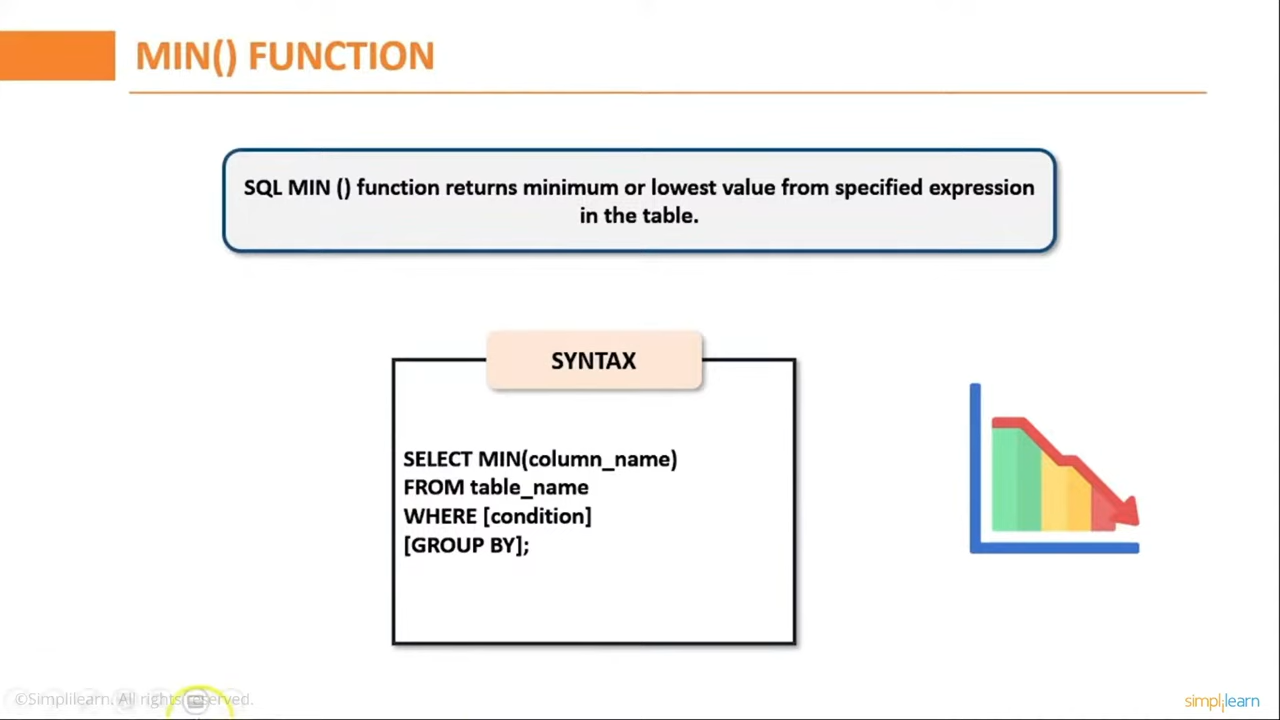 MIN() FUNCTION
SQL MIN () function returns minimum or lowest value from specified expression
in the table.
SYNTAX
SELECT MIN(column_name)
FROM table_name
WHERE [condition]
[GROUP BY];
©Simplilearn. All rights reserved.
simplilearn